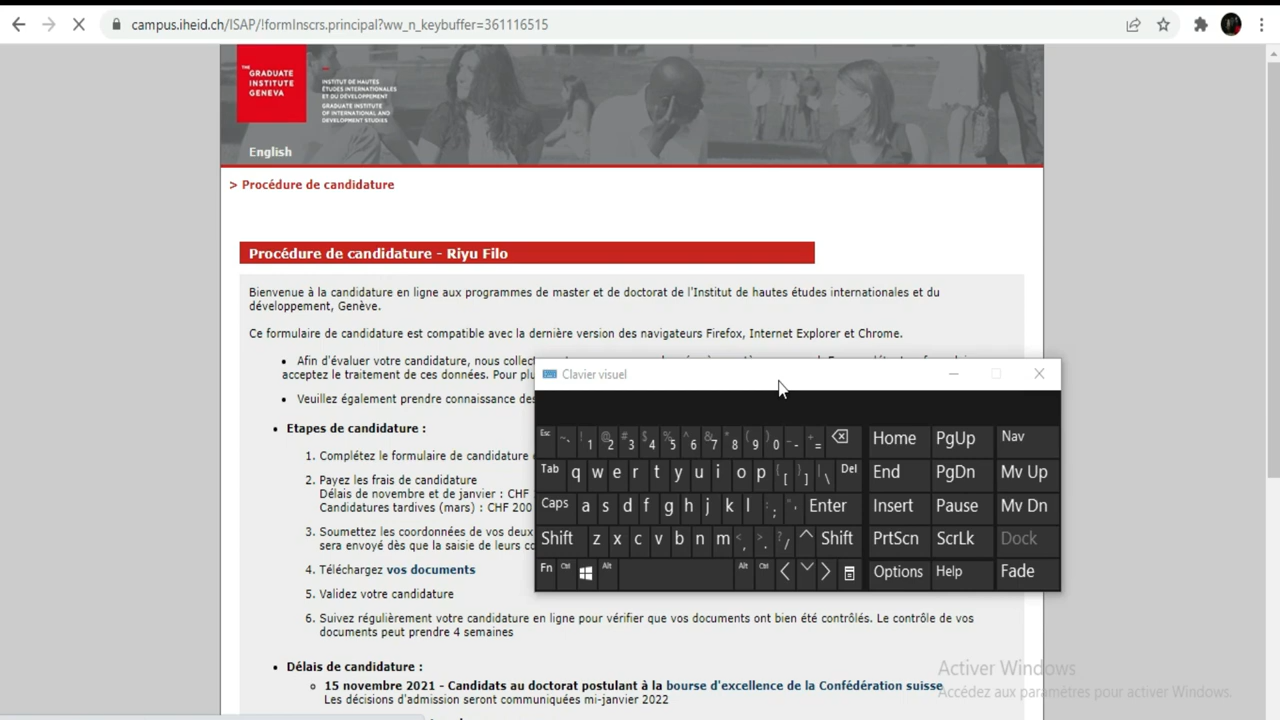 campus.iheid.ch/ISAP/!formInscrs.principal?ww_n_keybuffer=361116515
THE GRADUATE INSTITUTE GENEVA
INSTITUT DE HAUTES
ÉTUDES INTERNATIONALES
ET DU DÉVELOPPEMENT
GRADUATE INSTITUTE
OF INTERNATIONAL AND
DEVELOPMENT STUDIES
English
> Procédure de candidature
Procédure de candidature - Riyu Filo
Bienvenue à la candidature en ligne aux programmes de master et de doctorat de l'Institut de hautes études internationales et du
développement, Genève.
Ce formulaire de candidature est compatible avec la dernière version des navigateurs Firefox, Internet Explorer et Chrome.
• Afin d'évaluer votre candidature, nous collec
acceptez le traitement de ces données. Pour plu
• Veuillez également prendre connaissance des
• Etapes de candidature :
1. Complétez le formulaire de candidature
2. Payez les frais de candidature
Délais de novembre et de janvier : CHF
Candidatures tardives (mars) : CHF 200
3. Soumettez les coordonnées de vos deux
sera envoyé dès que la saisie de leurs co
4. Téléchargez vos documents
5. Validez votre candidature
6. Suivez régulièrement votre candidature en ligne pour vérifier que vos documents ont bien été contrôlés. Le contrôle de vos
documents peut prendre 4 semaines
• Délais de candidature :
15 novembre 2021 - Candidats au doctorat postulant à la bourse d'excellence de la Confédération suisse
Les décisions d'admission seront communiquées mi-janvier 2022
Clavier visuel
Esc ~ ` ! 1 @ 2 # 3 $ 4 % 5 ^ 6 & 7 * 8 ( 9 ) 0 _ - + = Home PgUp Nav
Tab q w e r t y u i o p { [ } ] | \ Del End PgDn Mv Up
Caps a s d f g h j k l : ; " ' Enter Insert Pause Mv Dn
Shift z x c v b n m < , > . ? / Shift PrtScn ScrLk Dock
Fn Ctrl Alt Alt Ctrl Options Help Fade
Activer Windows
Accédez aux paramètres pour activer Windows.